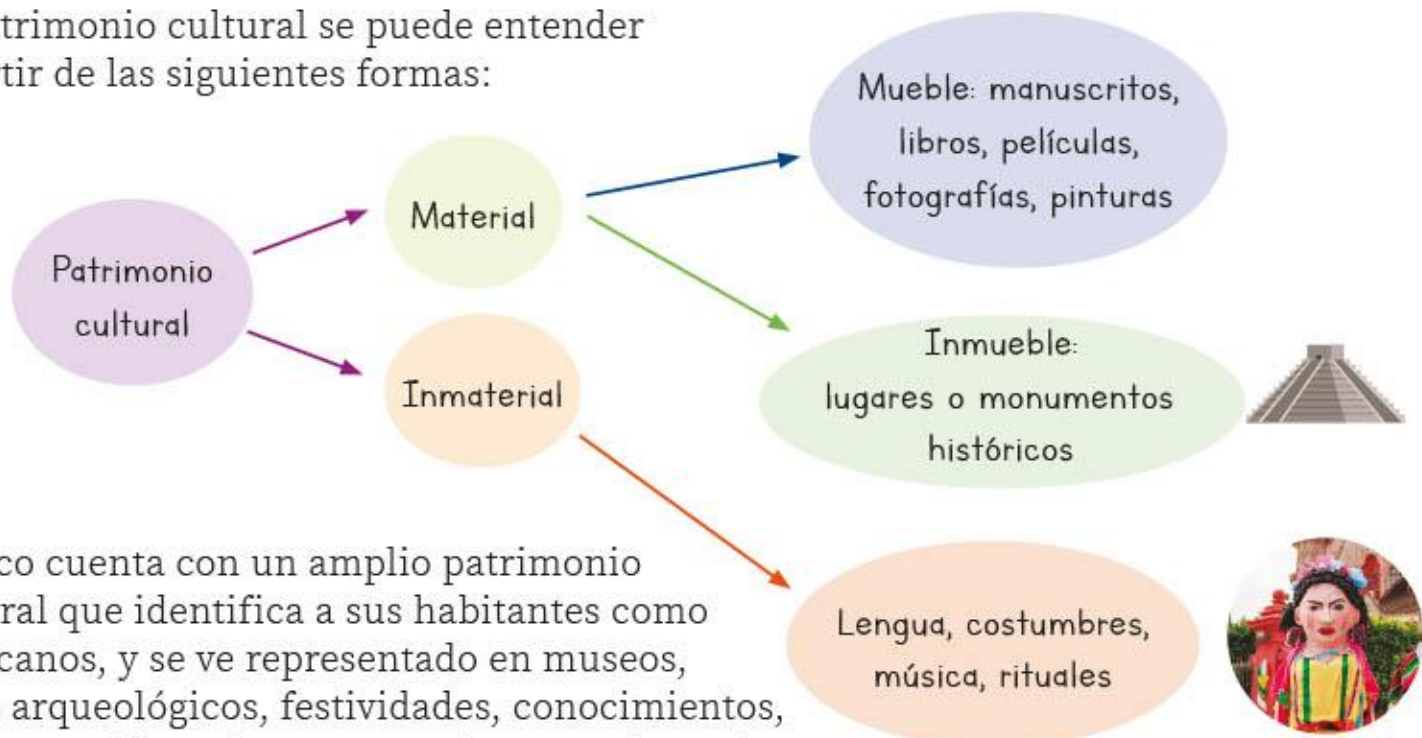 trimonio cultural se puede entender
rtir de las siguientes formas:
Patrimonio
cultural
Material
Inmaterial
Mueble: manuscritos,
libros, películas,
fotografías, pinturas
Inmueble:
lugares o monumentos
históricos
Lengua, costumbres,
música, rituales
co cuenta con un amplio patrimonio
ral que identifica a sus habitantes como
canos, y se ve representado en museos,
arqueológicos, festividades, conocimientos,